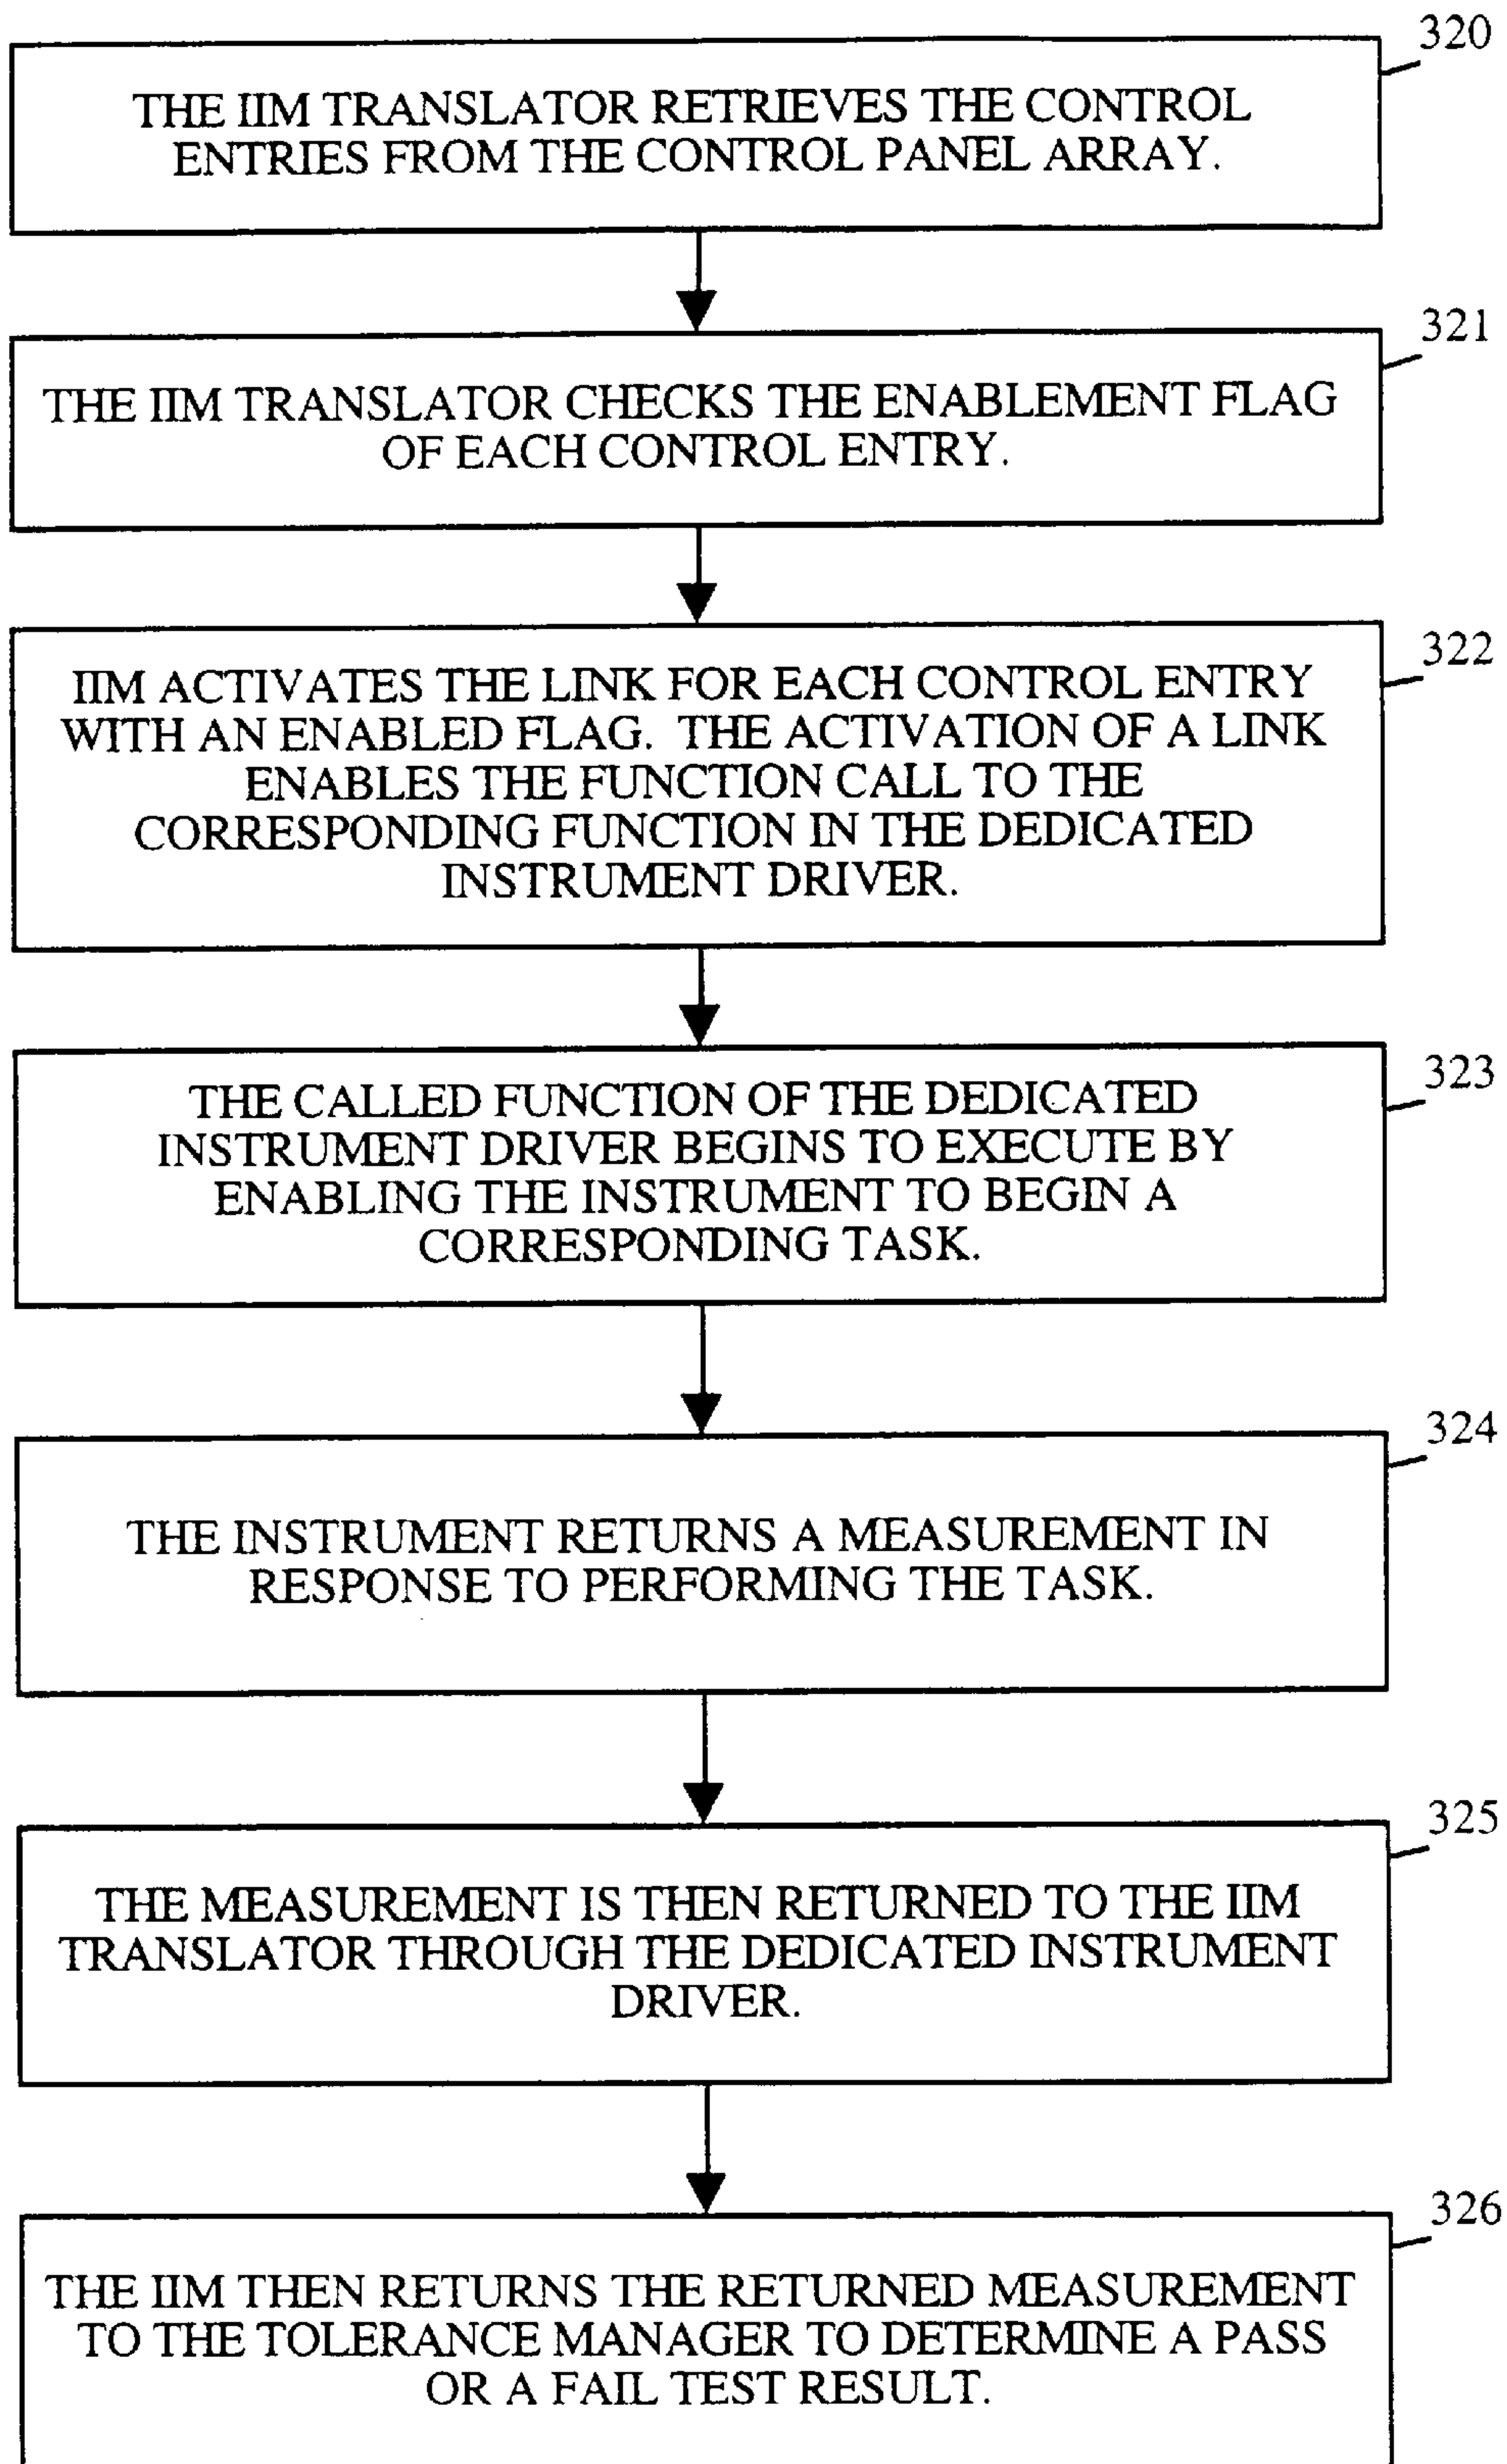 320
THE IIM TRANSLATOR RETRIEVES THE CONTROL
ENTRIES FROM THE CONTROL PANEL ARRAY.
321
THE IIM TRANSLATOR CHECKS THE ENABLEMENT FLAG
OF EACH CONTROL ENTRY.
322
IIM ACTIVATES THE LINK FOR EACH CONTROL ENTRY
WITH AN ENABLED FLAG. THE ACTIVATION OF A LINK
ENABLES THE FUNCTION CALL TO THE
CORRESPONDING FUNCTION IN THE DEDICATED
INSTRUMENT DRIVER.
323
THE CALLED FUNCTION OF THE DEDICATED
INSTRUMENT DRIVER BEGINS TO EXECUTE BY
ENABLING THE INSTRUMENT TO BEGIN A
CORRESPONDING TASK.
324
THE INSTRUMENT RETURNS A MEASUREMENT IN
RESPONSE TO PERFORMING THE TASK.
325
THE MEASUREMENT IS THEN RETURNED TO THE IIM
TRANSLATOR THROUGH THE DEDICATED INSTRUMENT
DRIVER.
326
THE IIM THEN RETURNS THE RETURNED MEASUREMENT
TO THE TOLERANCE MANAGER TO DETERMINE A PASS
OR A FAIL TEST RESULT.